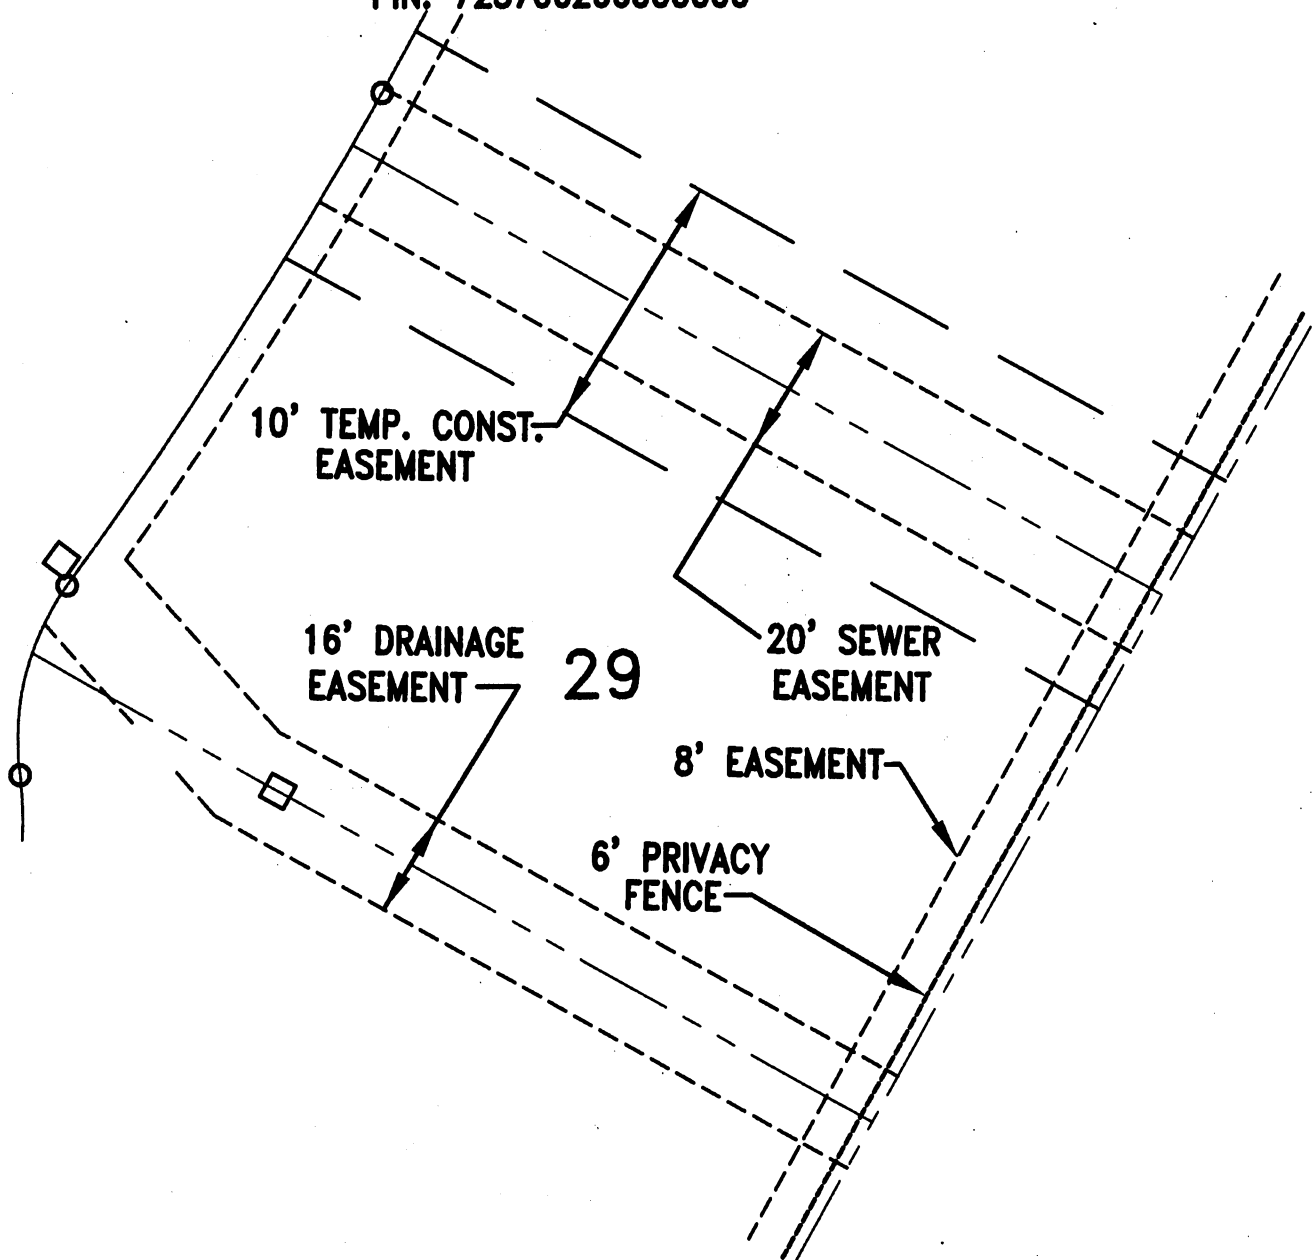 10' TEMP. CONST.
EASEMENT
16' DRAINAGE
EASEMENT
29
20' SEWER
EASEMENT
8' EASEMENT
6' PRIVACY
FENCE